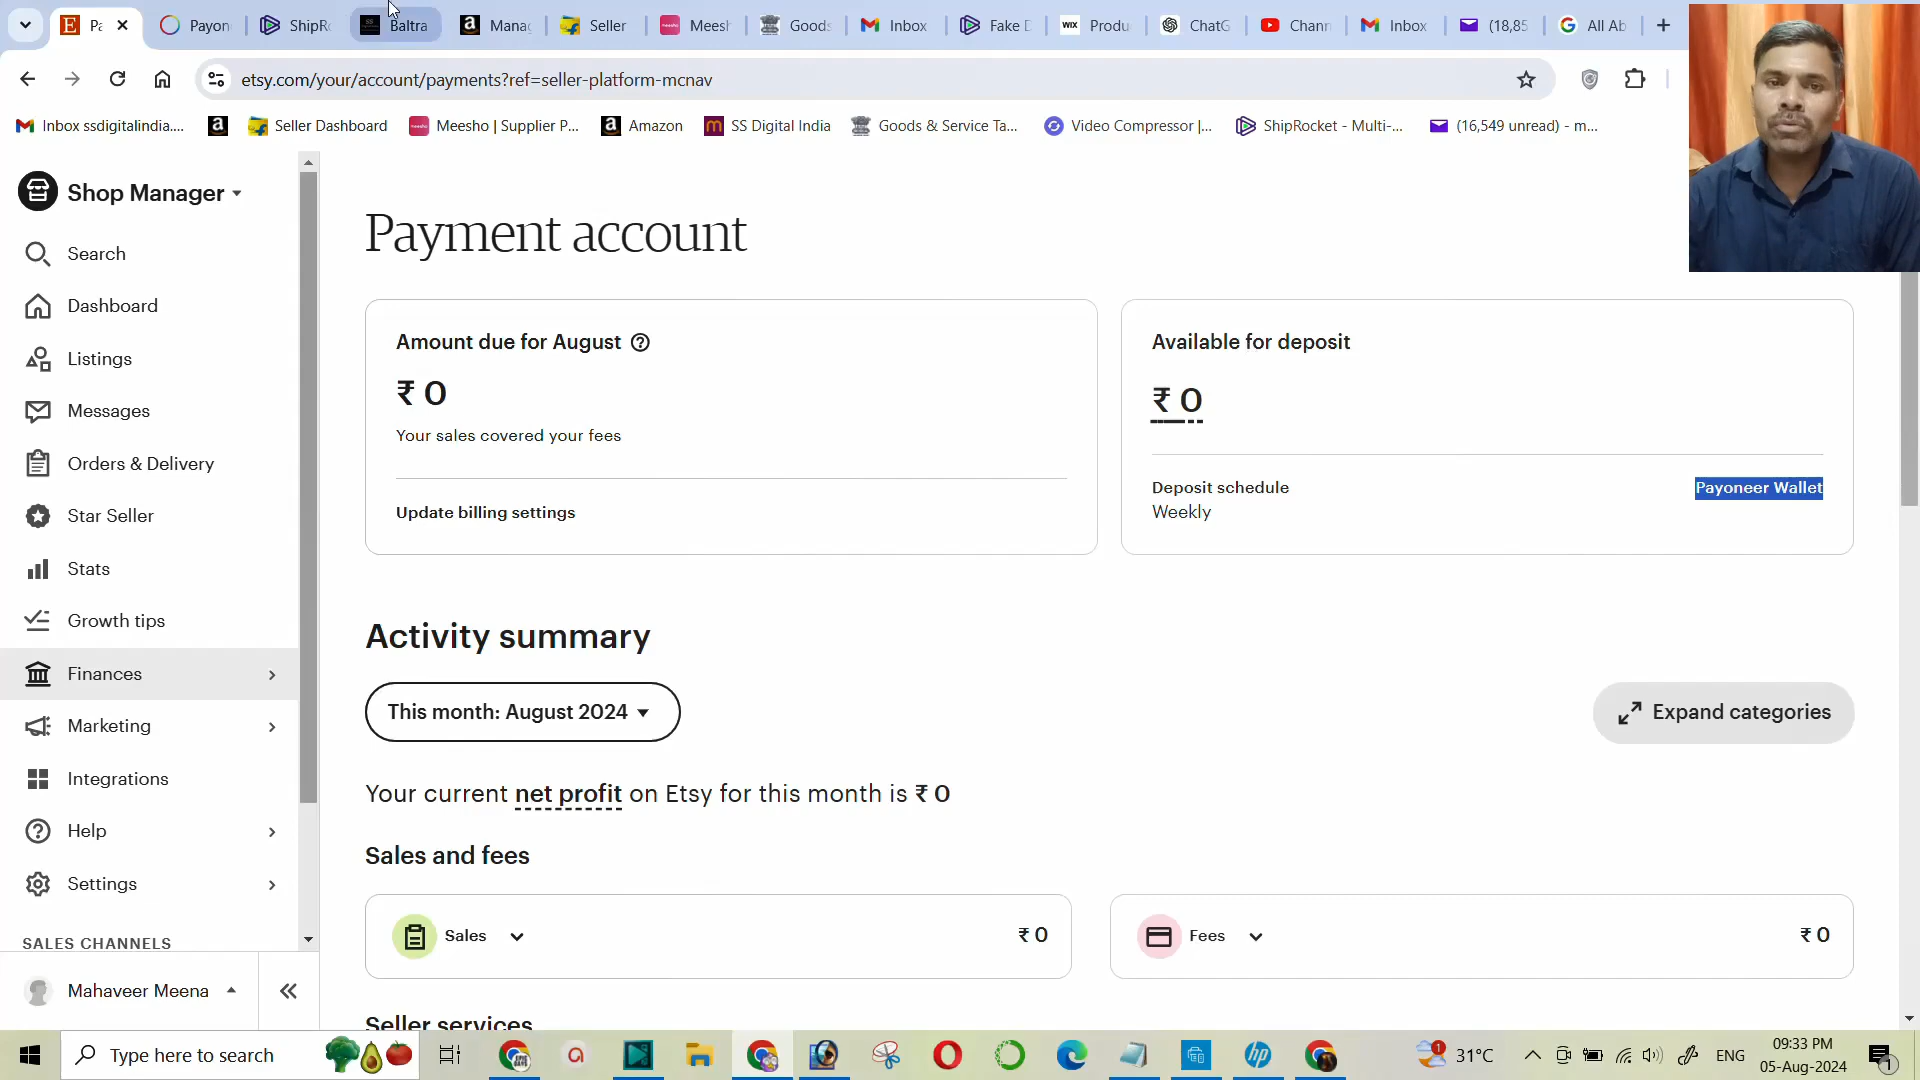 Pa
Payon
ShipRo
Baltra
Manag
Seller
Meesh
Goods
Inbox
Fake D
WIX Produ
ChatG
Chann
Inbox
(18,85
All Ab
etsy.com/your/account/payments?ref=seller-platform-mcnav
Inbox ssdigitalindia....
Seller Dashboard
Meesho | Supplier P...
Amazon
SS Digital India
Goods & Service Ta...
Video Compressor |...
ShipRocket - Multi-...
(16,549 unread) - m...
Shop Manager
Search
Dashboard
Listings
Messages
Orders & Delivery
Star Seller
Stats
Growth tips
Finances
Marketing
Integrations
Help
Settings
SALES CHANNELS
Mahaveer Meena
Payment account
Amount due for August
₹ 0
Your sales covered your fees
Update billing settings
Available for deposit
₹ 0
Deposit schedule
Weekly
Payoneer Wallet
Activity summary
This month: August 2024
Expand categories
Your current net profit on Etsy for this month is ₹ 0
Sales and fees
Sales
₹ 0
Fees
₹ 0
Seller services
Type here to search
31°C
ENG
09:33 PM
05-Aug-2024